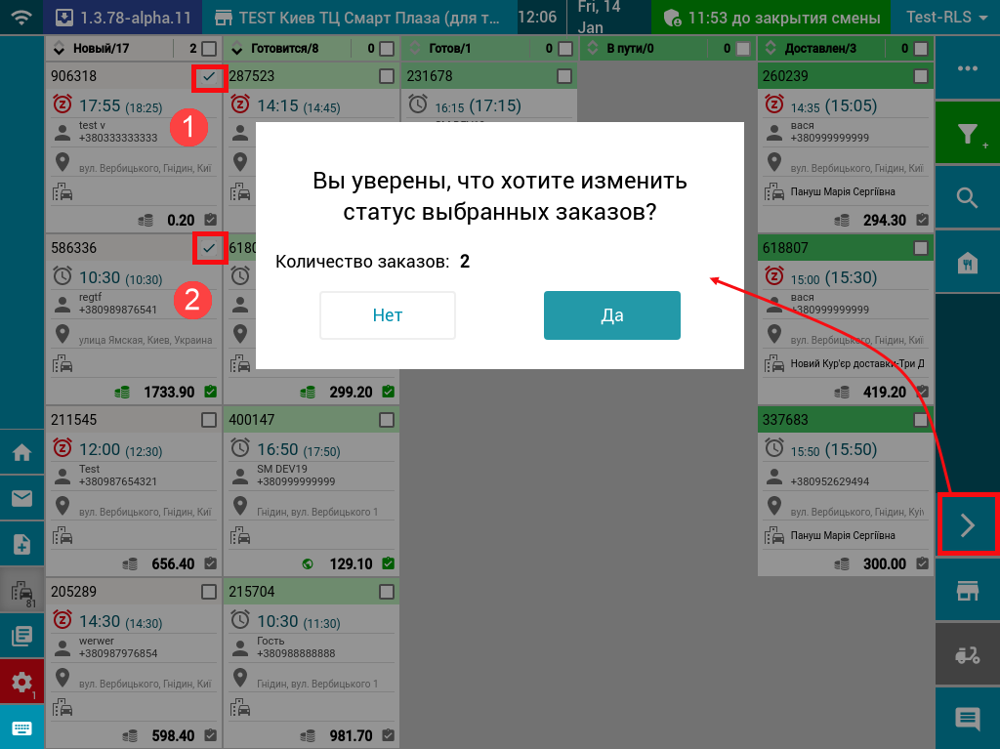 1.3.78-alpha.11
TEST Киев ТЦ Смарт Плаза (для т...
12:06
Fri, 14
Jan
11:53 до закрытия смены
Test-RLS
Новый/17
2
Готовится/8
0
Готов/1
0
В пути/0
0
Доставлен/3
0
906318
17:55 (18:25)
test v
+380333333333
1
вул. Вербицького, Гнідин, Киї
0.20
586336
10:30 (10:30)
regtf
+380989876541
2
улица Ямская, Киев, Украина
1733.90
211545
12:00 (12:30)
Test
+380987654321
вул. Вербицького, Гнідин, Киї
656.40
205289
14:30 (14:30)
werwer
+380987976854
вул. Вербицького, Гнідин, Киї
598.40
287523
14:15 (14:45)
6180
299.20
400147
16:50 (17:50)
SM DEV19
+380999999999
Гнідин, вул. Вербицького 1
129.10
215704
10:30 (11:30)
Гость
+380988888888
Гнідин, вул. Вербицького 1
981.70
231678
16:15 (17:15)
Вы уверены, что хотите изменить
статус выбранных заказов?
Количество заказов: 2
Нет
Да
260239
14:35 (15:05)
вася
+380999999999
вул. Вербицького, Гнідин, Киї
Пануш Марія Сергіївна
294.30
618807
15:00 (15:30)
вася
+380999999999
вул. Вербицького, Гнідин, Киї
Новий Кур'єр доставки-Три Д
419.20
337683
15:50 (15:50)
+380952629494
вул. Вербицького, Гнідин, Kyiv
Пануш Марія Сергіївна
300.00
81
1